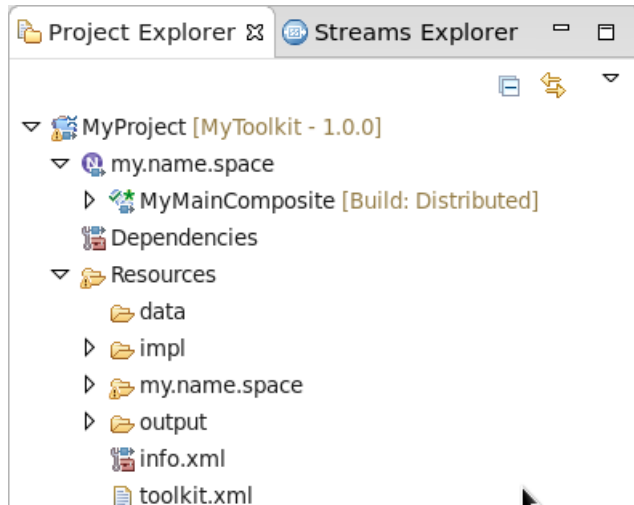 Project Explorer Streams Explorer
MyProject [MyToolkit - 1.0.0]
my.name.space
MyMainComposite [Build: Distributed]
Dependencies
Resources
data
impl
my.name.space
output
info.xml
toolkit.xml